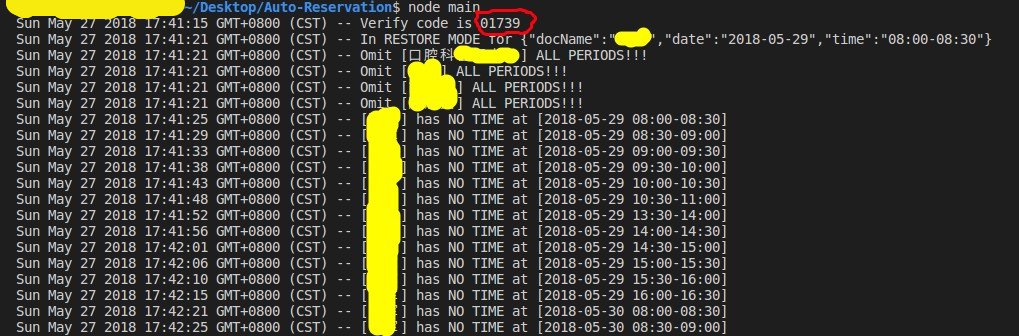 ~/Desktop/Auto-Reservation$ node main
Sun May 27 2018 17:41:15 GMT+0800 (CST) -- Verify code is 01739
Sun May 27 2018 17:41:21 GMT+0800 (CST) -- In RESTORE MODE for {"docName":"","date":"2018-05-29","time":"08:00-08:30"}
Sun May 27 2018 17:41:21 GMT+0800 (CST) -- Omit [口腔科] ALL PERIODS!!!
Sun May 27 2018 17:41:21 GMT+0800 (CST) -- Omit [] ALL PERIODS!!!
Sun May 27 2018 17:41:21 GMT+0800 (CST) -- Omit [] ALL PERIODS!!!
Sun May 27 2018 17:41:21 GMT+0800 (CST) -- Omit [] ALL PERIODS!!!
Sun May 27 2018 17:41:25 GMT+0800 (CST) -- [] has NO TIME at [2018-05-29 08:00-08:30]
Sun May 27 2018 17:41:29 GMT+0800 (CST) -- [] has NO TIME at [2018-05-29 08:30-09:00]
Sun May 27 2018 17:41:33 GMT+0800 (CST) -- [] has NO TIME at [2018-05-29 09:00-09:30]
Sun May 27 2018 17:41:38 GMT+0800 (CST) -- [] has NO TIME at [2018-05-29 09:30-10:00]
Sun May 27 2018 17:41:43 GMT+0800 (CST) -- [] has NO TIME at [2018-05-29 10:00-10:30]
Sun May 27 2018 17:41:48 GMT+0800 (CST) -- [] has NO TIME at [2018-05-29 10:30-11:00]
Sun May 27 2018 17:41:52 GMT+0800 (CST) -- [] has NO TIME at [2018-05-29 13:30-14:00]
Sun May 27 2018 17:41:56 GMT+0800 (CST) -- [] has NO TIME at [2018-05-29 14:00-14:30]
Sun May 27 2018 17:42:01 GMT+0800 (CST) -- [] has NO TIME at [2018-05-29 14:30-15:00]
Sun May 27 2018 17:42:06 GMT+0800 (CST) -- [] has NO TIME at [2018-05-29 15:00-15:30]
Sun May 27 2018 17:42:10 GMT+0800 (CST) -- [] has NO TIME at [2018-05-29 15:30-16:00]
Sun May 27 2018 17:42:15 GMT+0800 (CST) -- [] has NO TIME at [2018-05-29 16:00-16:30]
Sun May 27 2018 17:42:21 GMT+0800 (CST) -- [] has NO TIME at [2018-05-30 08:00-08:30]
Sun May 27 2018 17:42:25 GMT+0800 (CST) -- [] has NO TIME at [2018-05-30 08:30-09:00]